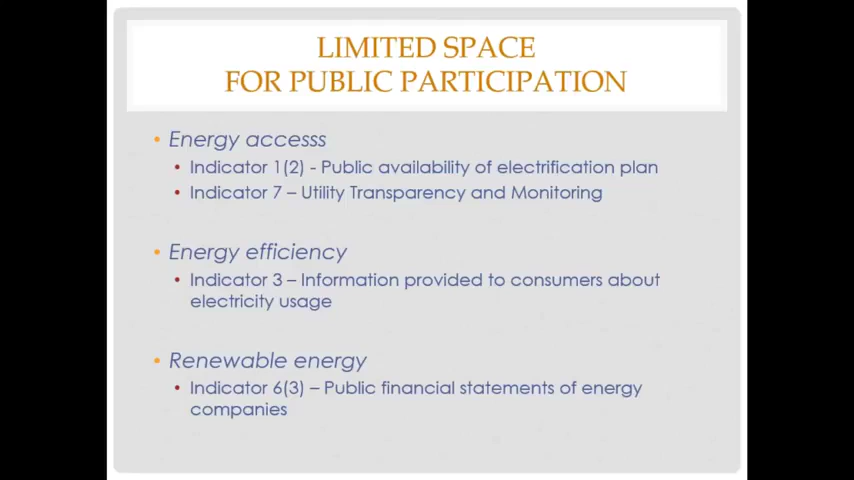 LIMITED SPACE
FOR PUBLIC PARTICIPATION
• Energy accesss
• Indicator 1(2) - Public availability of electrification plan
• Indicator 7 – Utility Transparency and Monitoring
• Energy efficiency
• Indicator 3 – Information provided to consumers about
electricity usage
• Renewable energy
• Indicator 6(3) – Public financial statements of energy
companies